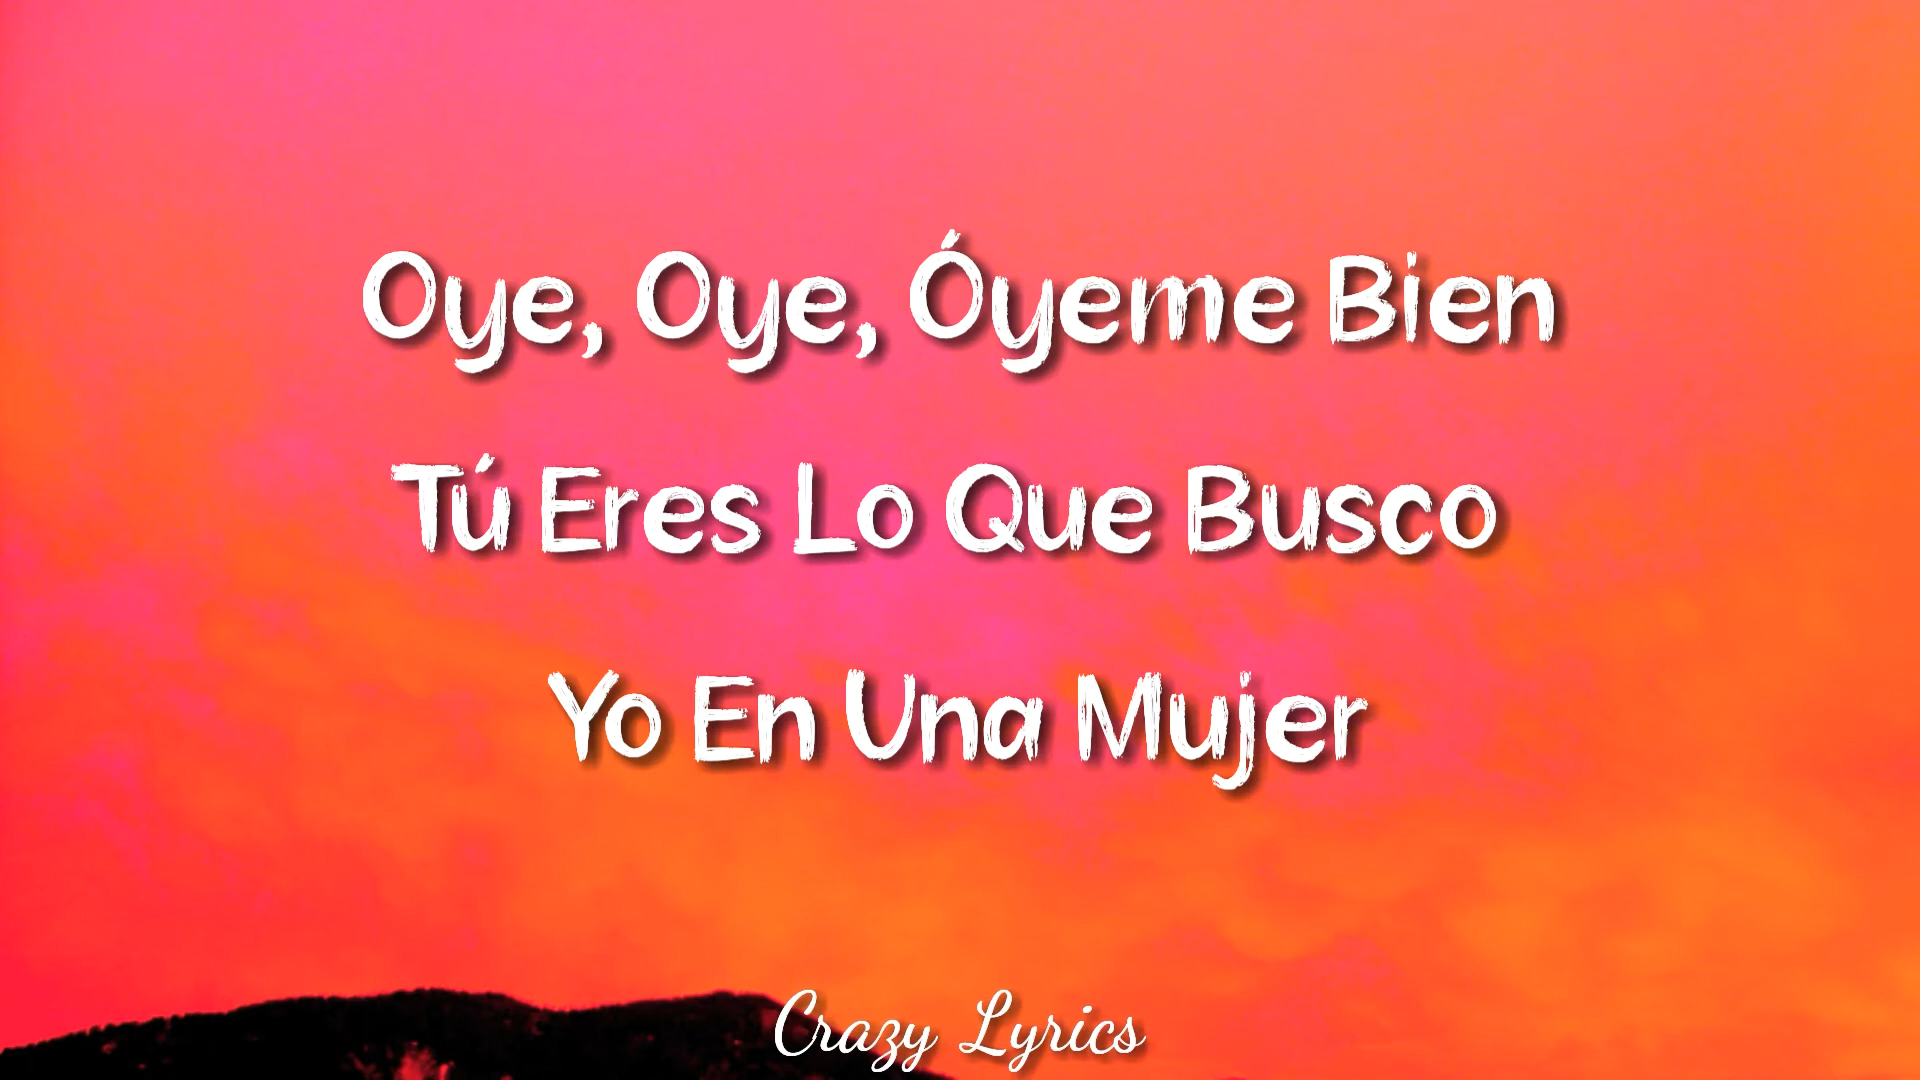 Oye, Oye, Óyeme Bien
Tú Eres Lo Que Busco
Yo En Una Mujer
Crazy Lyrics